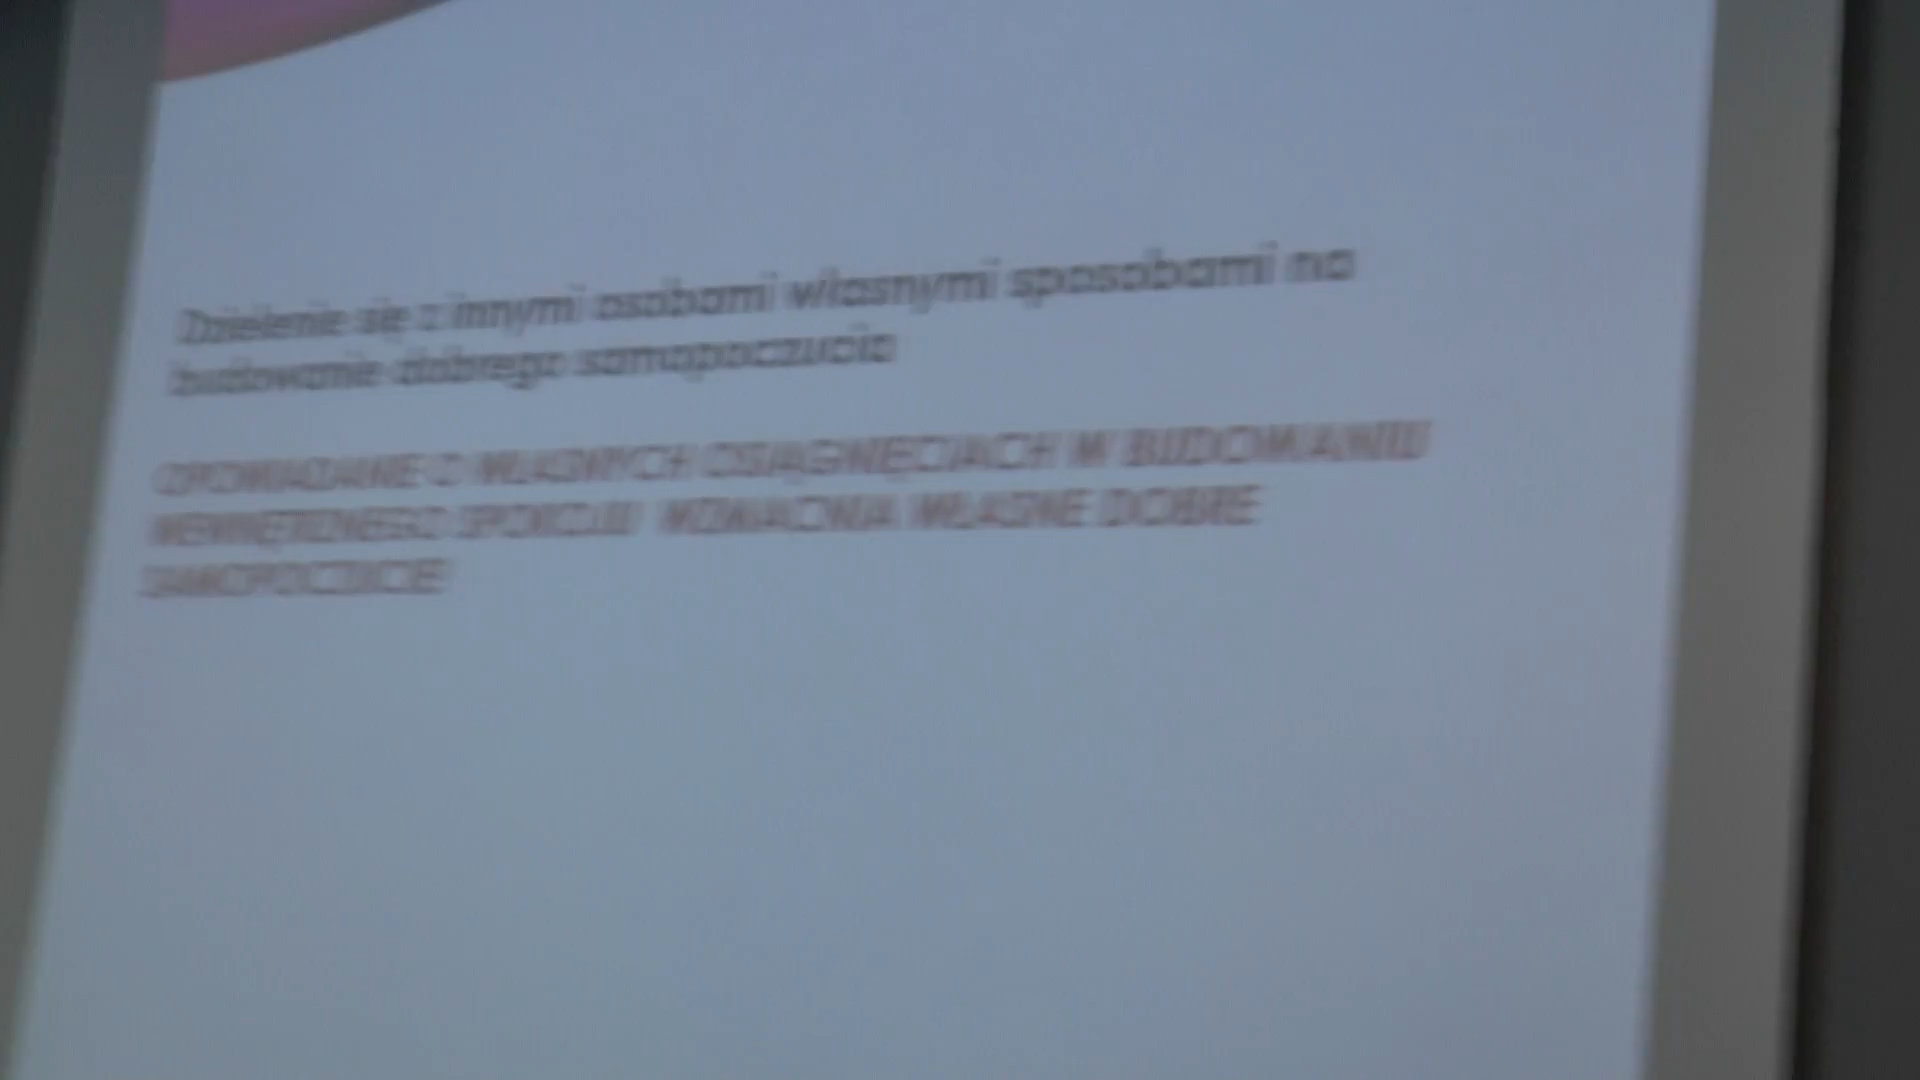 Dzielenie się z innymi osobami własnymi sposobami na
budowanie dobrego samopoczucia
OPOWIADANIE O WŁASNYCH OSIĄGNIĘCIACH W BUDOWANIU
WEWNĘTRZNEGO SPOKOJU WZMACNIA WŁASNE DOBRE
SAMOPOCZUCIE